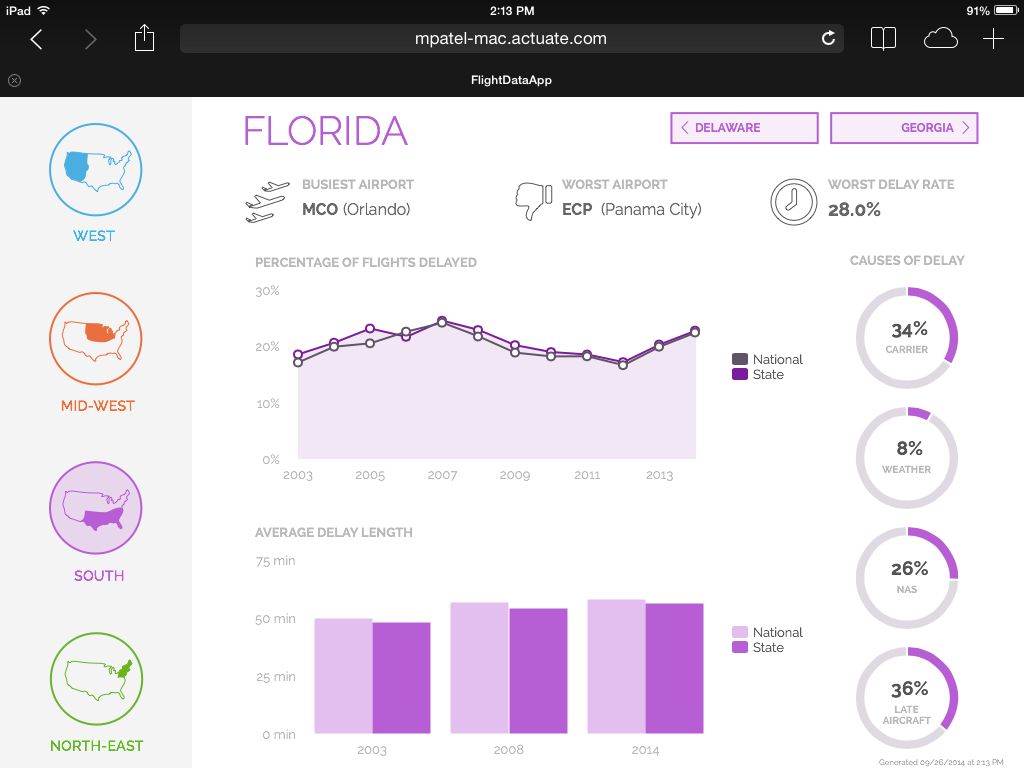 iPad
2:13 PM
91%
mpatel-mac.actuate.com
FlightDataApp
WEST
MID-WEST
SOUTH
NORTH-EAST
FLORIDA
DELAWARE
GEORGIA
BUSIEST AIRPORT
MCO (Orlando)
WORST AIRPORT
ECP (Panama City)
WORST DELAY RATE
28.0%
PERCENTAGE OF FLIGHTS DELAYED
30%
20%
10%
0%
2003 2005 2007 2009 2011 2013
National
State
AVERAGE DELAY LENGTH
75 min
50 min
25 min
0 min
2003 2008 2014
National
State
CAUSES OF DELAY
34%
CARRIER
8%
WEATHER
26%
NAS
36%
LATE
AIRCRAFT
Generated 09/26/2014 at 2:13 PM